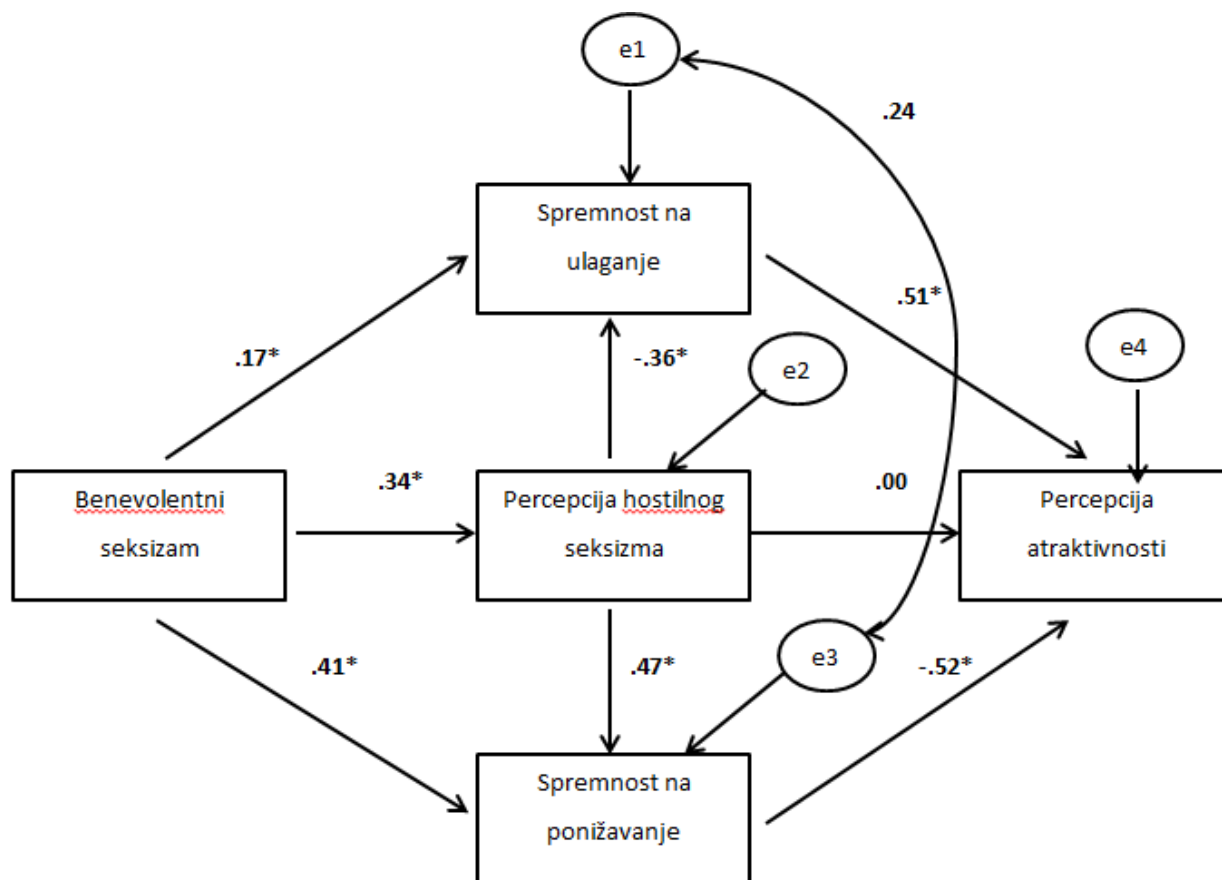 e1
.24
Spremnost na
ulaganje
.51*
.17*
-.36*
e2
e4
Benevolentni
seksizam
.34*
Percepcija hostilnog
seksizma
.00
Percepcija
atraktivnosti
.41*
.47*
e3
-.52*
Spremnost na
ponižavanje